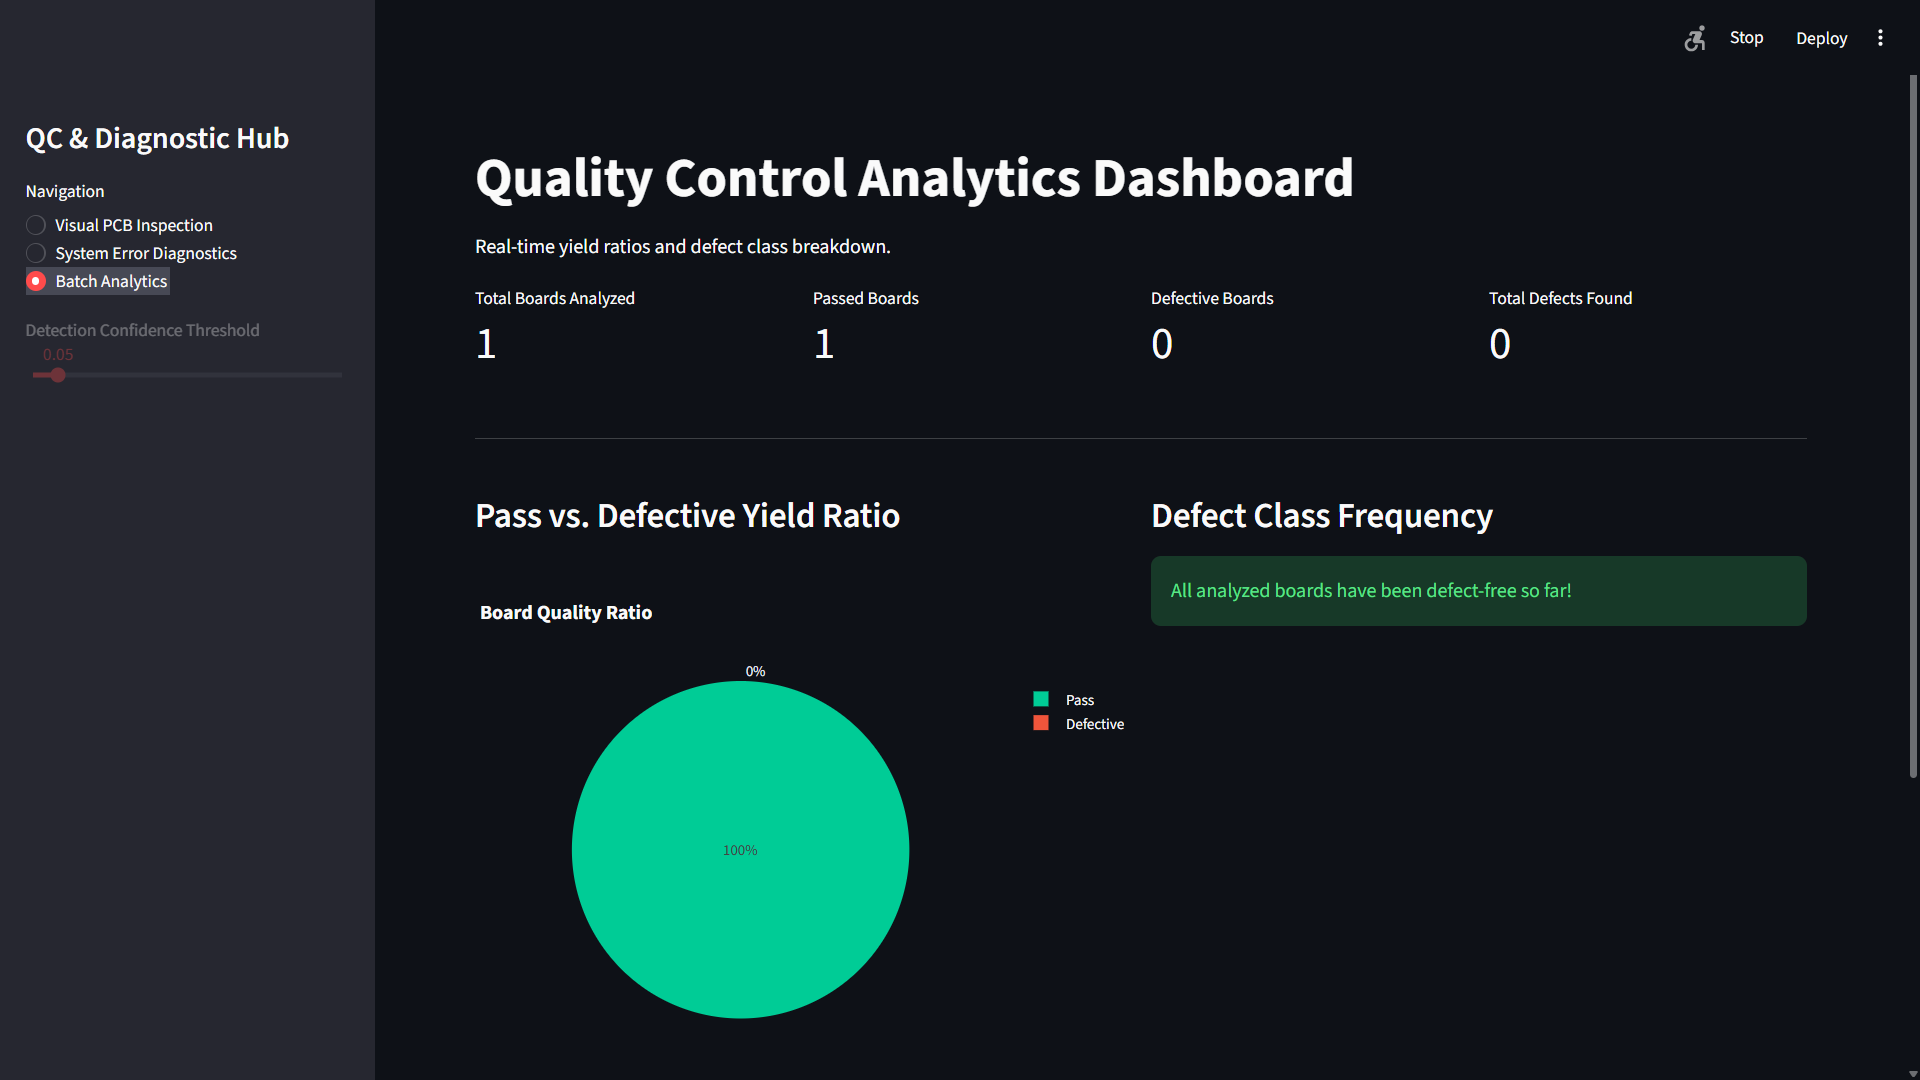 Stop
Deploy
QC & Diagnostic Hub
Navigation
Visual PCB Inspection
System Error Diagnostics
Batch Analytics
Detection Confidence Threshold
0.05
Quality Control Analytics Dashboard
Real-time yield ratios and defect class breakdown.
Total Boards Analyzed
1
Passed Boards
1
Defective Boards
0
Total Defects Found
0
Pass vs. Defective Yield Ratio
Board Quality Ratio
0%
100%
Pass
Defective
Defect Class Frequency
All analyzed boards have been defect-free so far!